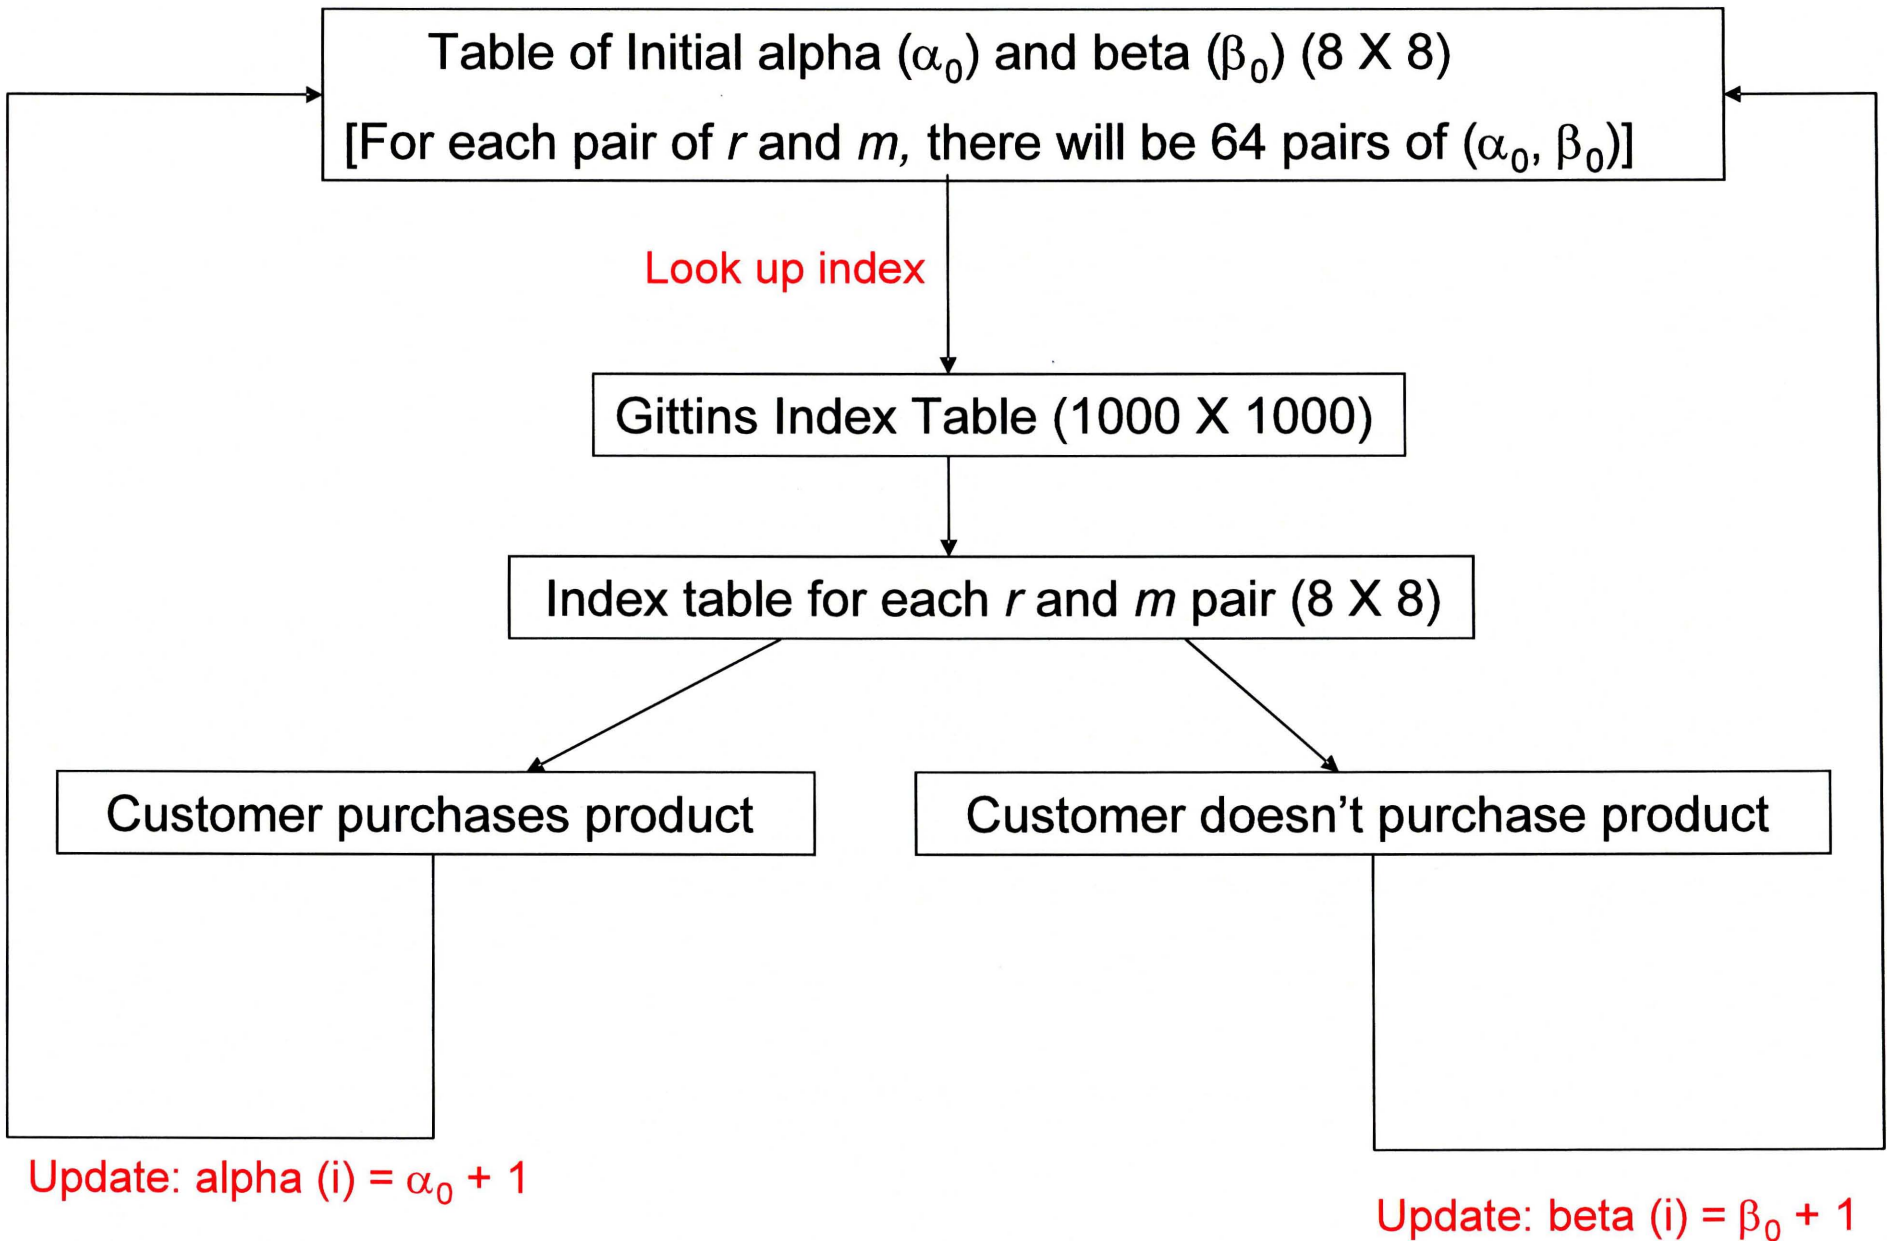 Table of Initial alpha (α₀) and beta (β₀) (8 X 8)
[For each pair of r and m, there will be 64 pairs of (α₀, β₀)]
Look up index
Gittins Index Table (1000 X 1000)
Index table for each r and m pair (8 X 8)
Customer purchases product
Customer doesn’t purchase product
Update: alpha (i) = α₀ + 1
Update: beta (i) = β₀ + 1